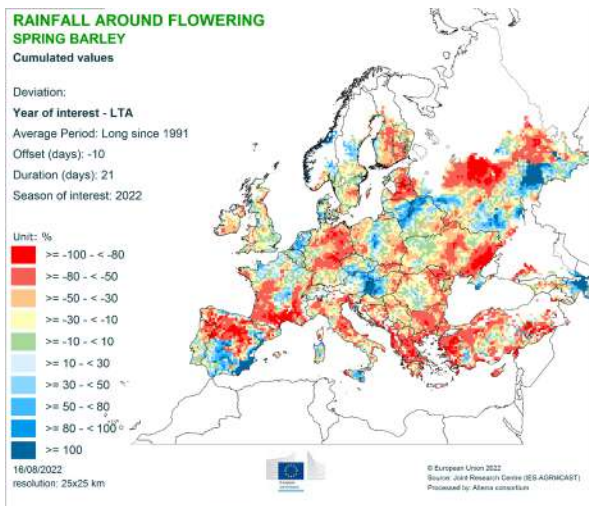 RAINFALL AROUND FLOWERING
SPRING BARLEY
Cumulated values
Deviation:
Year of interest - LTA
Average Period: Long since 1991
Offset (days): -10
Duration (days): 21
Season of interest: 2022
Unit: %
>= -100 - < -80
>= -80 - < -50
>= -50 - < -30
>= -30 - < -10
>= -10 - < 10
>= 10 - < 30
>= 30 - < 50
>= 50 - < 80
>= 80 - < 100
>= 100
16/08/2022
resolution: 25x25 km
© European Union 2022
Source: Joint Research Centre (IES-AGRI4CAST)
Processed by: Alterra consortium